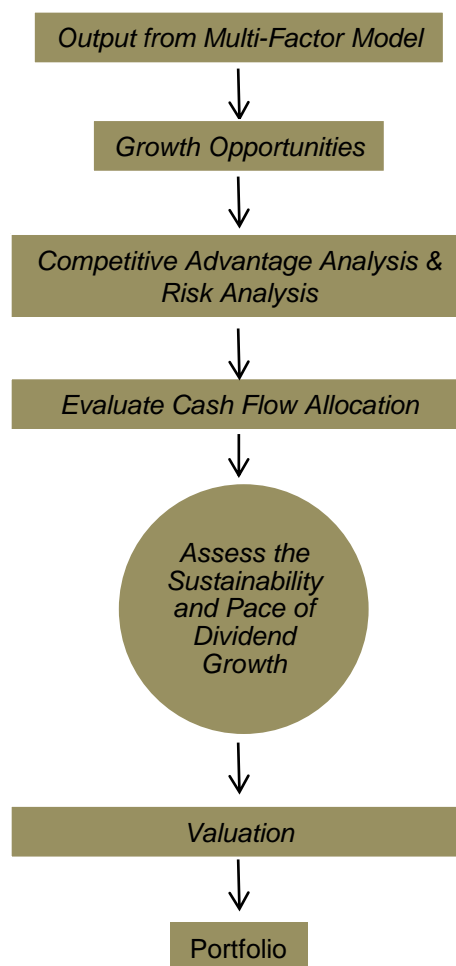 Output from Multi-Factor Model
Growth Opportunities
Competitive Advantage Analysis &
Risk Analysis
Evaluate Cash Flow Allocation
Assess the
Sustainability
and Pace of
Dividend
Growth
Valuation
Portfolio